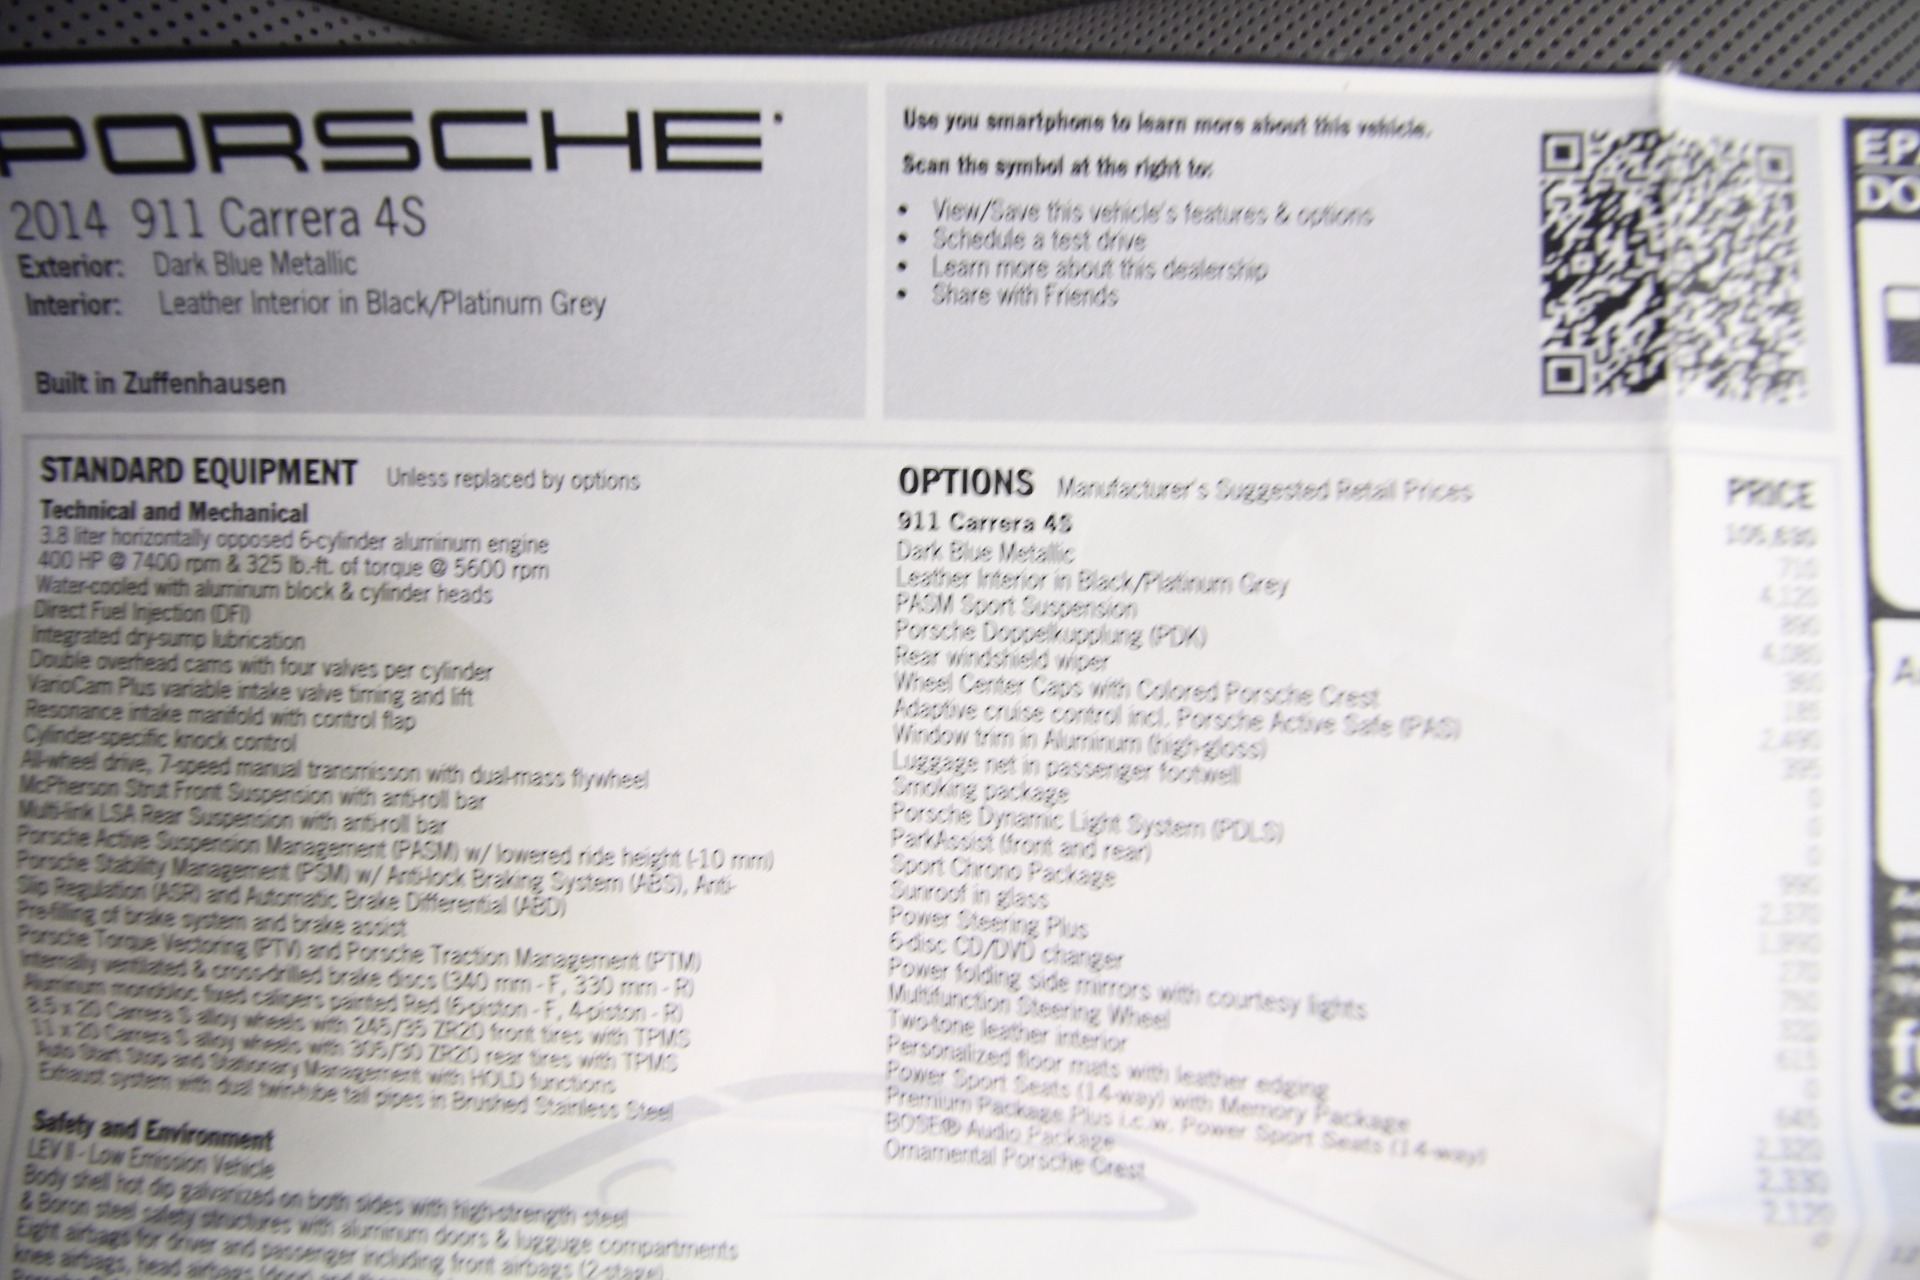 PORSCHE
2014 911 Carrera 4S
Exterior: Dark Blue Metallic
Interior: Leather Interior in Black/Platinum Grey
Built in Zuffenhausen
Use you smartphone to learn more about this vehicle.
Scan the symbol at the right to:
• View/Save this vehicle's features & options
• Schedule a test drive
• Learn more about this dealership
• Share with Friends
STANDARD EQUIPMENT Unless replaced by options
Technical and Mechanical
3.8 liter horizontally opposed 6-cylinder aluminum engine
400 HP @ 7400 rpm & 325 lb.-ft. of torque @ 5600 rpm
Water-cooled with aluminum block & cylinder heads
Direct Fuel Injection (DFI)
Integrated dry-sump lubrication
Double overhead cams with four valves per cylinder
VarioCam Plus variable intake valve timing and lift
Resonance intake manifold with control flap
Cylinder-specific knock control
All-wheel drive, 7-speed manual transmisson with dual-mass flywheel
McPherson Strut Front Suspension with anti-roll bar
Multi-link LSA Rear Suspension with anti-roll bar
Porsche Active Suspension Management (PASM) w/ lowered ride height (-10 mm)
Porsche Stability Management (PSM) w/ Anti-lock Braking System (ABS), Anti-
Slip Regulation (ASR) and Automatic Brake Differential (ABD)
Pre-filling of brake system and brake assist
Porsche Torque Vectoring (PTV) and Porsche Traction Management (PTM)
Internally ventilated & cross-drilled brake discs (340 mm - F, 330 mm - R)
Aluminum monobloc fixed calipers painted Red (6-piston - F, 4-piston - R)
8.5 x 20 Carrera S alloy wheels with 245/35 ZR20 front tires with TPMS
11 x 20 Carrera S alloy wheels with 305/30 ZR20 rear tires with TPMS
Auto Start Stop and Stationary Management with HOLD functions
Exhaust system with dual twin-tube tail pipes in Brushed Stainless Steel
Safety and Environment
LEV II - Low Emission Vehicle
Body shell hot dip galvanized on both sides with high-strength steel
& Boron steel safety structures with aluminum doors & luggage compartments
Eight airbags for driver and passenger including front airbags (2-stage),
knee airbags, head airbags (door) and
OPTIONS Manufacturer's Suggested Retail Prices
PRICE
911 Carrera 4S
Dark Blue Metallic
Leather Interior in Black/Platinum Grey
PASM Sport Suspension
Porsche Doppelkupplung (PDK)
Rear windshield wiper
Wheel Center Caps with Colored Porsche Crest
Adaptive cruise control incl. Porsche Active Safe (PAS)
Window trim in Aluminum (high-gloss)
Luggage net in passenger footwell
Smoking package
Porsche Dynamic Light System (PDLS)
ParkAssist (front and rear)
Sport Chrono Package
Sunroof in glass
Power Steering Plus
6-disc CD/DVD changer
Power folding side mirrors with courtesy lights
Multifunction Steering Wheel
Two-tone leather interior
Personalized floor mats with leather edging
Power Sport Seats (14-way) with Memory Package
Premium Package Plus i.c.w. Power Sport Seats (14-way)
BOSE® Audio Package
Ornamental Porsche Crest